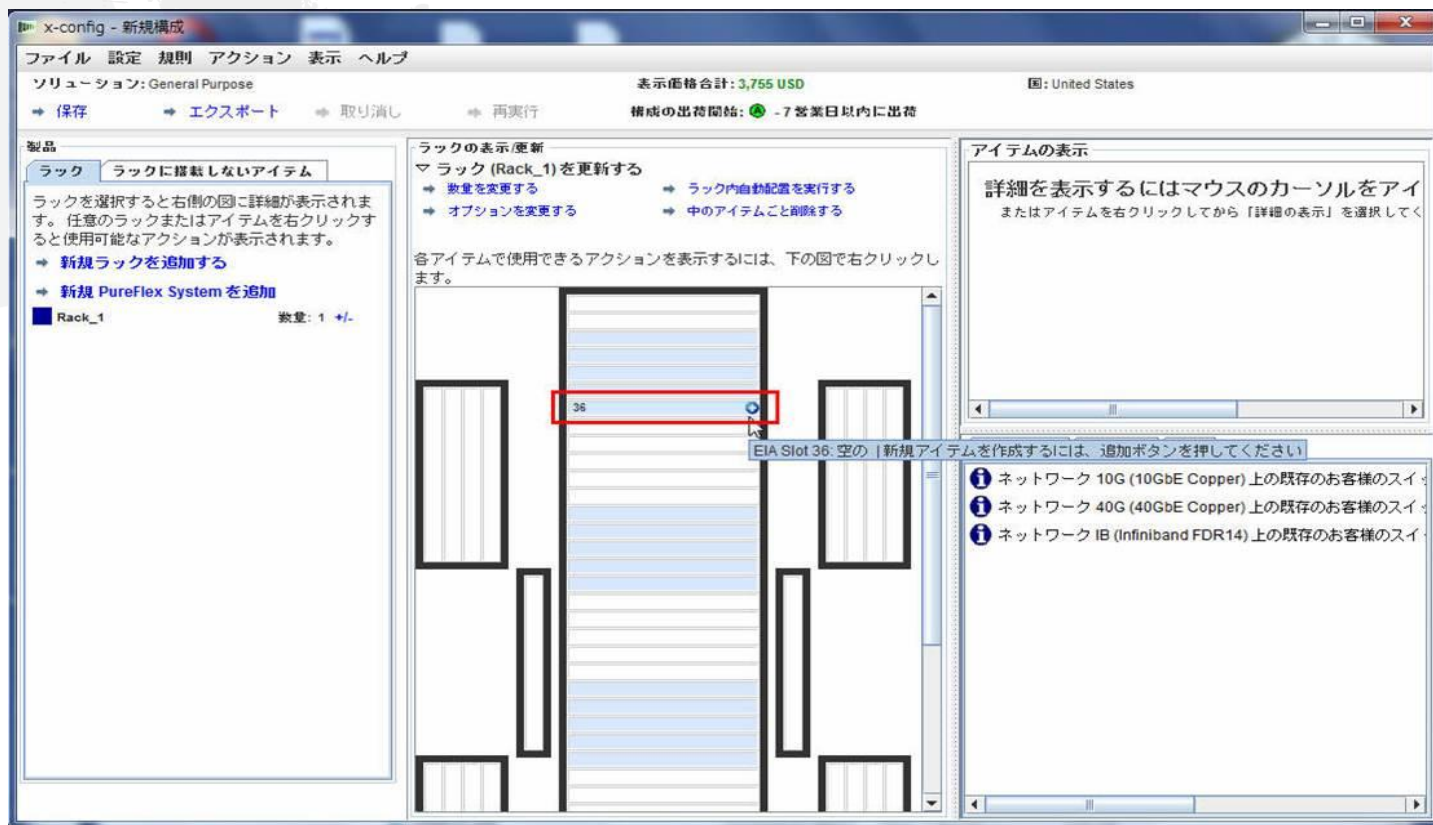 x-config - 新規構成
ファイル 設定 規則 アクション 表示 ヘルプ
ソリューション: General Purpose
表示価格合計: 3,755 USD
国: United States
保存
エクスポート
取り消し
再実行
構成の出荷開始: A - 7 営業日以内に出荷
製品
ラック
ラックに搭載しないアイテム
ラックを選択すると右側の図に詳細が表示されま
す。任意のラックまたはアイテムを右クリックす
ると使用可能なアクションが表示されます。
新規ラックを追加する
新規 PureFlex System を追加
Rack_1 数量: 1 +/-
ラックの表示/更新
ラック (Rack_1) を更新する
数量を変更する
ラック内自動配置を実行する
オプションを変更する
中のアイテムごと削除する
各アイテムで使用できるアクションを表示するには、下の図で右クリックし
ます。
36
EIA Slot 36: 空の | 新規アイテムを作成するには、追加ボタンを押してください
アイテムの表示
詳細を表示するにはマウスのカーソルをアイ
またはアイテムを右クリックしてから「詳細の表示」を選択してく
ネットワーク 10G (10GbE Copper) 上の既存のお客様のスイ
ネットワーク 40G (40GbE Copper) 上の既存のお客様のスイ
ネットワーク IB (Infiniband FDR14) 上の既存のお客様のスイ